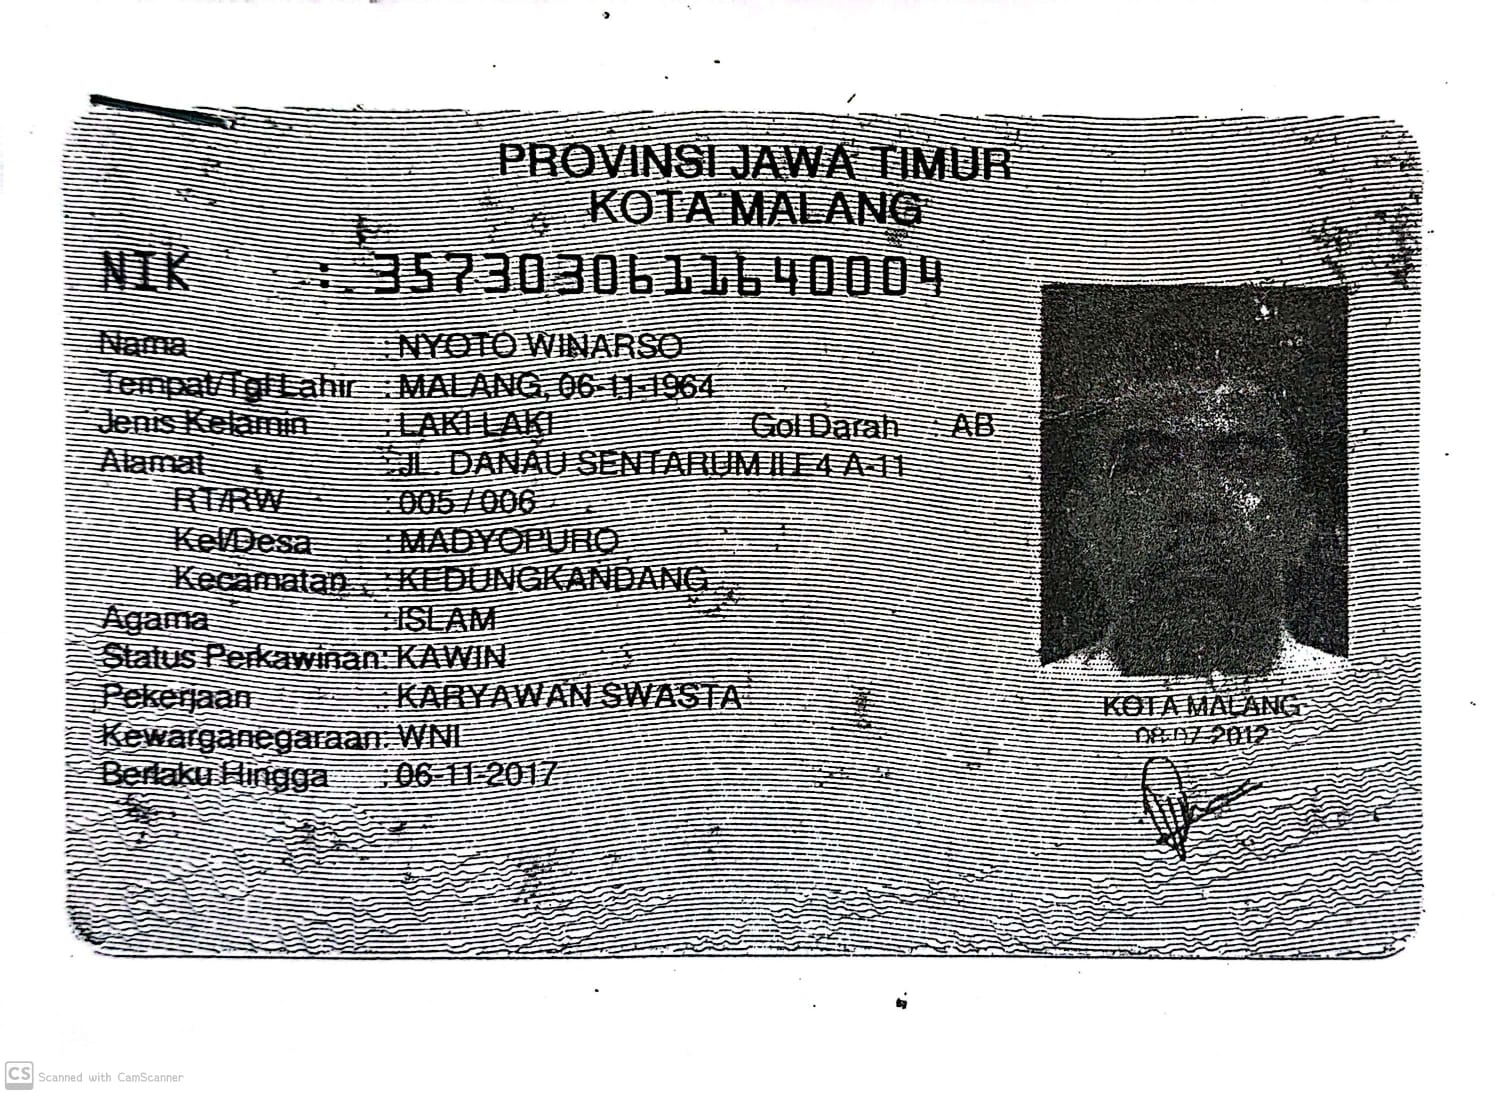 PROVINSI JAWA TIMUR
KOTA MALANG
NIK : 3573030611640004
Nama : NYOTO WINARSO
Tempat/Tgl Lahir : MALANG, 06-11-1964
Jenis Kelamin : LAKI-LAKI Gol Darah : AB
Alamat : JL. DANAU SENTARUM II E4 A-11
RT/RW : 005 / 006
Kel/Desa : MADYOPURO
Kecamatan : KEDUNGKANDANG
Agama : ISLAM
Status Perkawinan: KAWIN
Pekerjaan : KARYAWAN SWASTA
Kewarganegaraan: WNI
Berlaku Hingga : 06-11-2017
KOTA MALANG
08-07-2012
CS Scanned with CamScanner